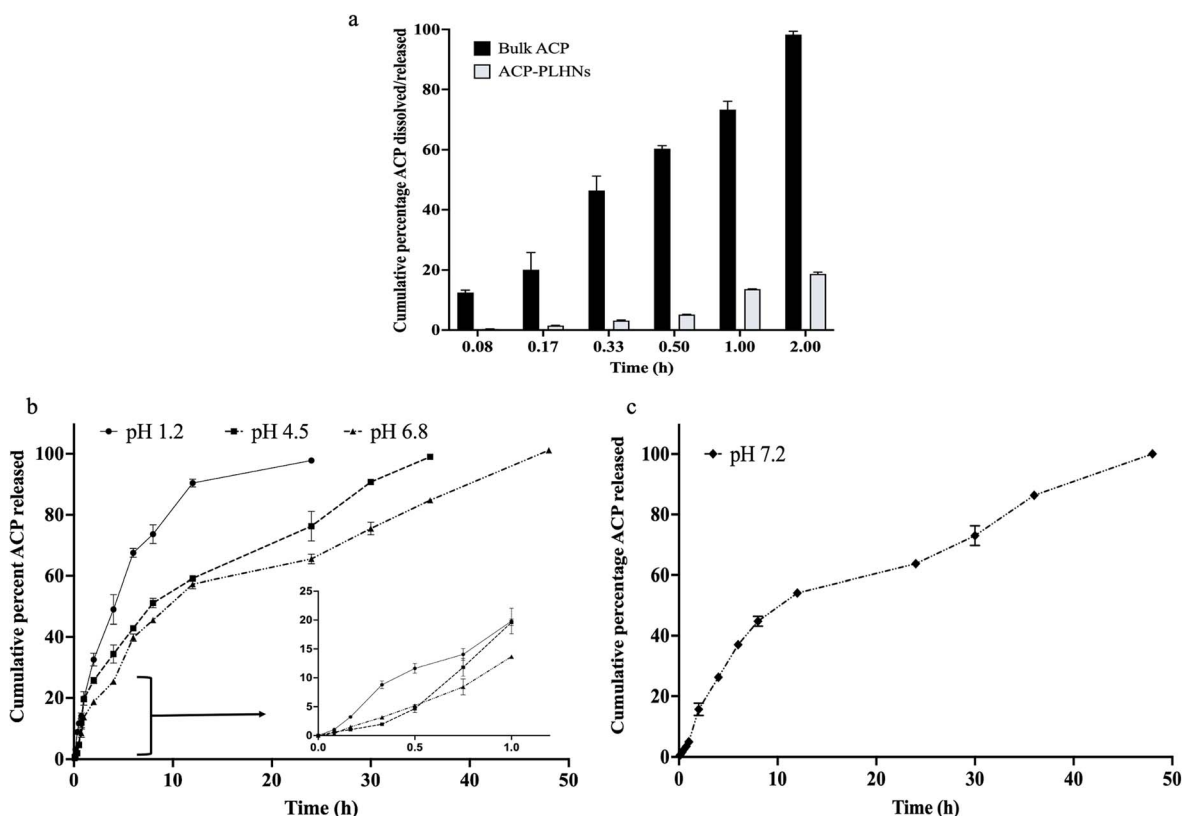 a
Cumulative percentage ACP dissolved/released
100
80
60
40
20
0
Bulk ACP
ACP-PLHNs
0.08 0.17 0.33 0.50 1.00 2.00
Time (h)
b
pH 1.2 pH 4.5 pH 6.8
Cumulative percent ACP released
100
80
60
40
20
0
25
20
15
10
5
0
0.0 0.5 1.0
0 10 20 30 40 50
Time (h)
c
pH 7.2
Cumulative percentage ACP released
100
80
60
40
20
0
0 10 20 30 40 50
Time (h)